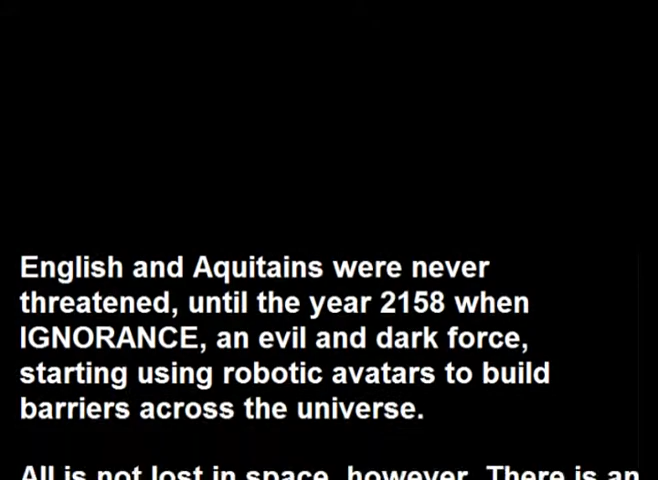 English and Aquitains were never
threatened, until the year 2158 when
IGNORANCE, an evil and dark force,
starting using robotic avatars to build
barriers across the universe.
All is not lost in space, however. There is an